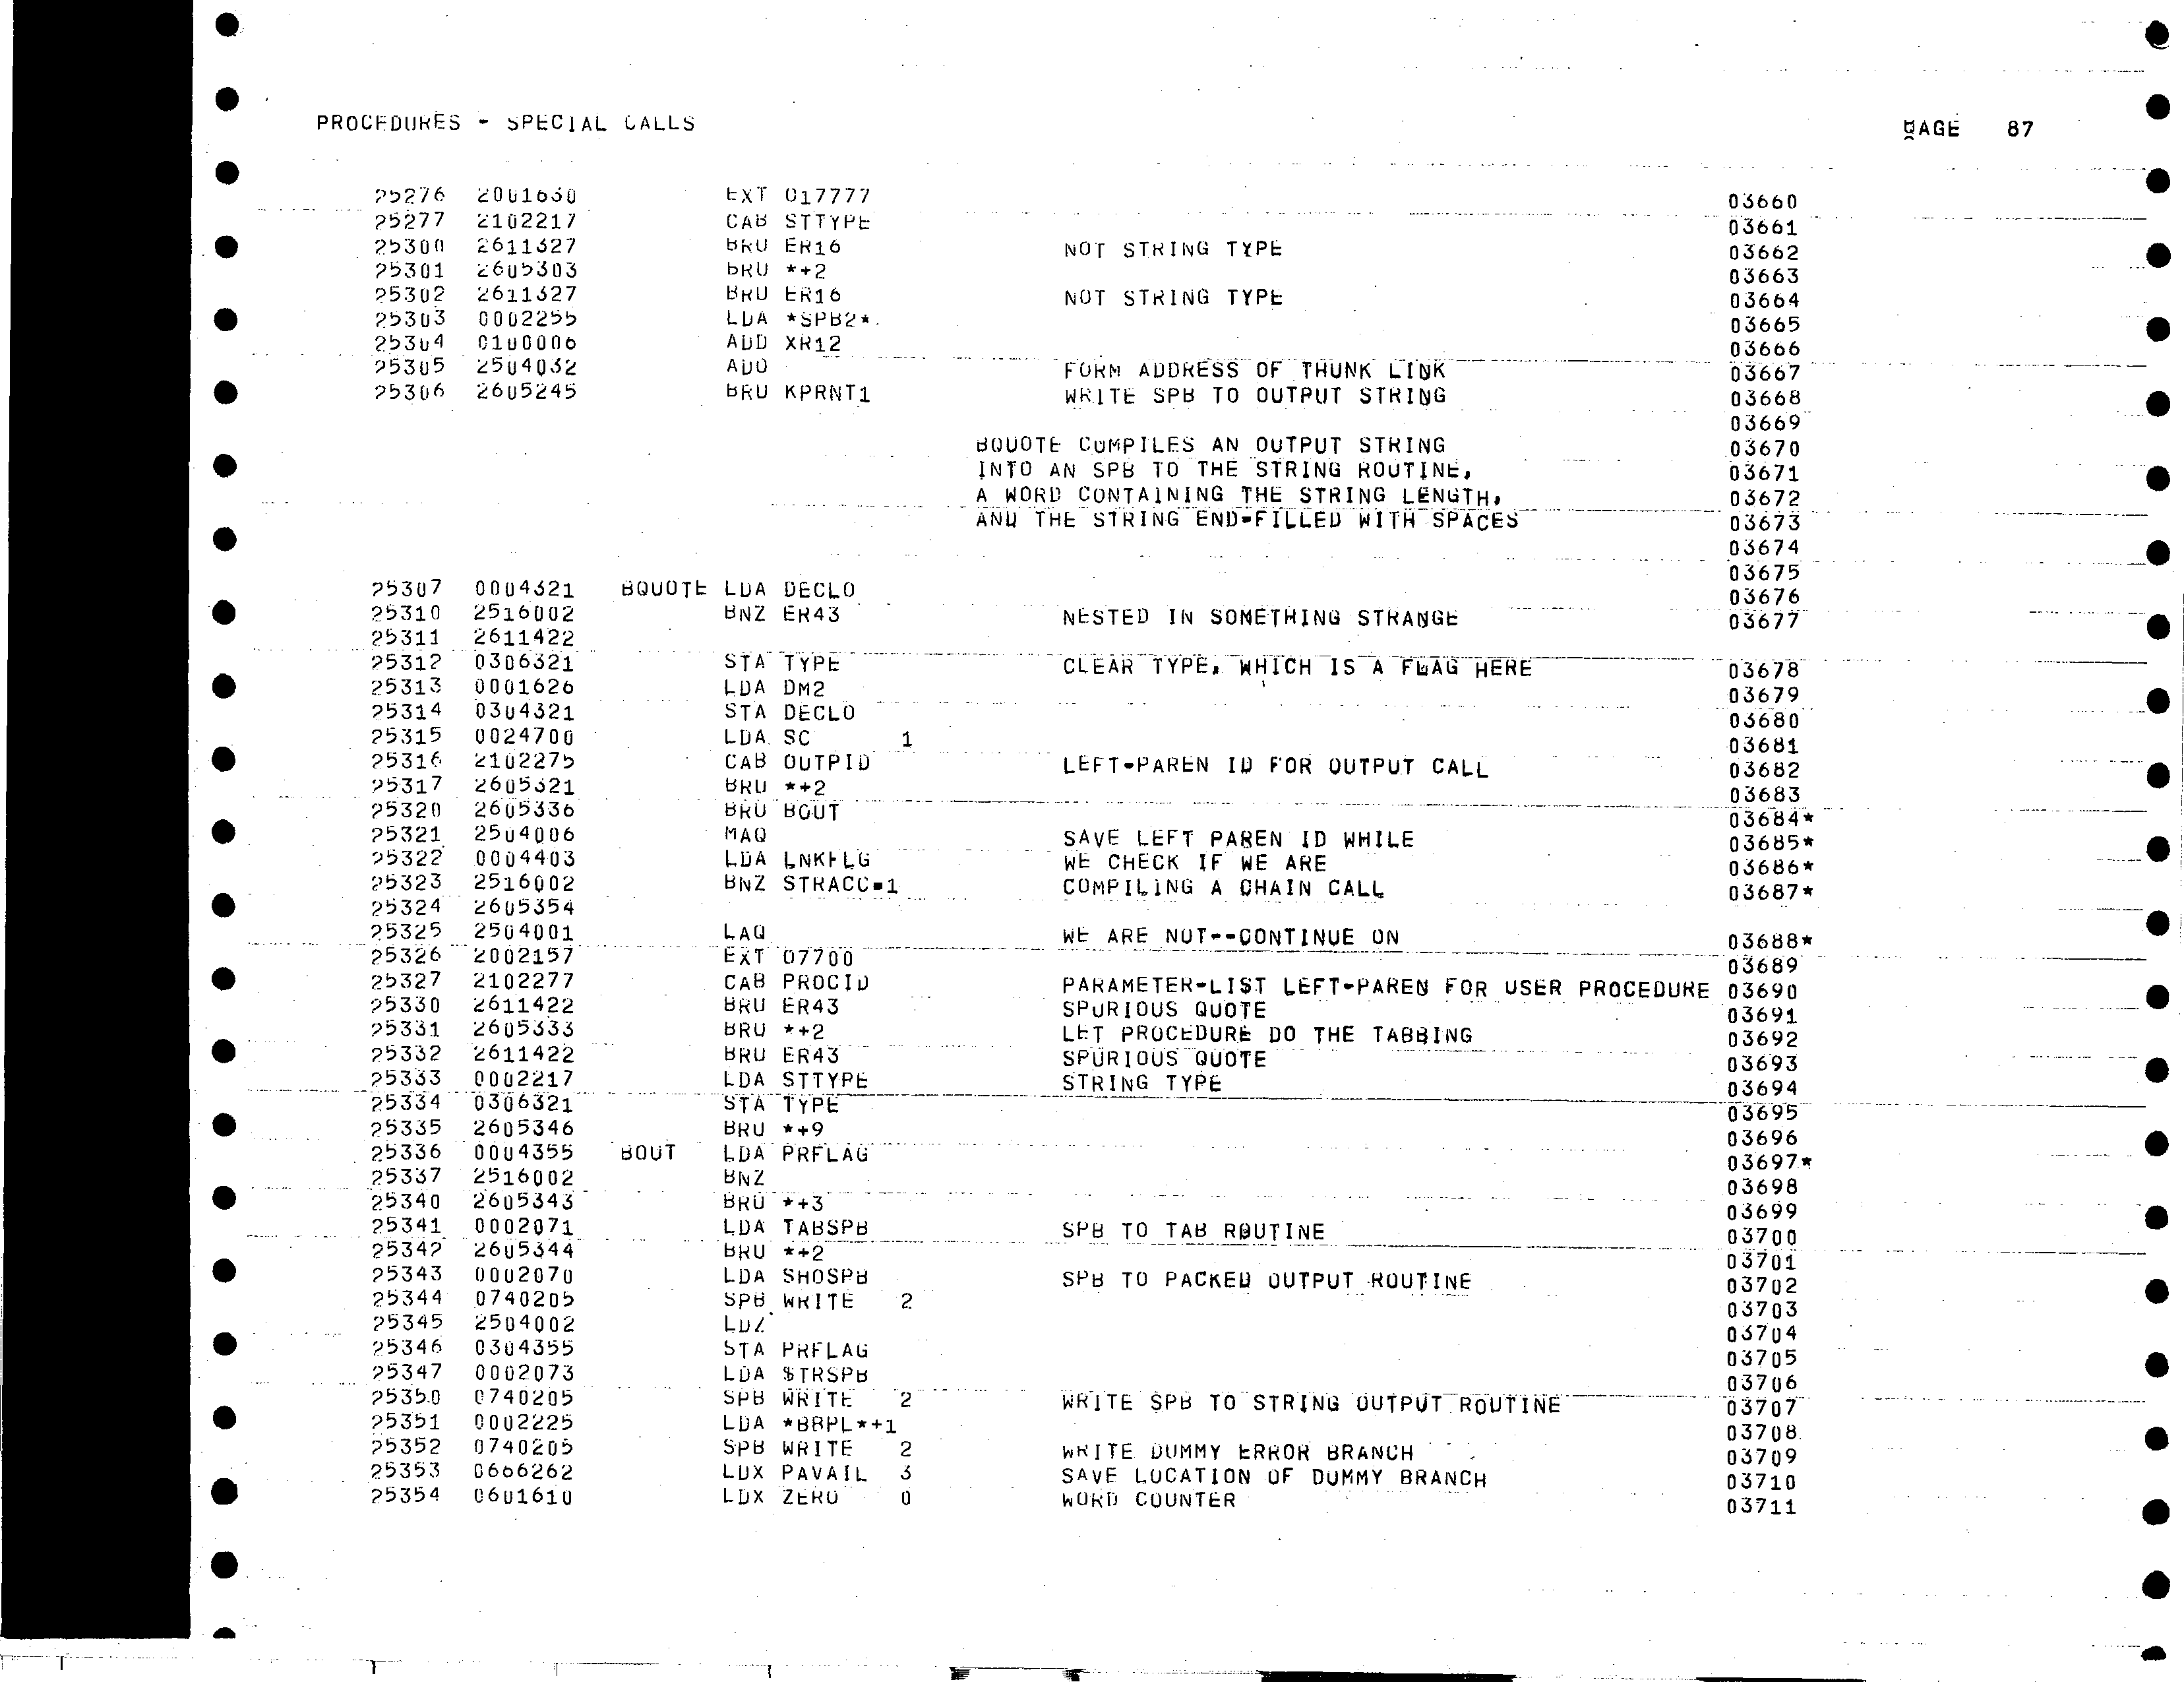 PROCEDURES - SPECIAL CALLS PAGE 87
25276 2001630 EXT 017777 03660
25277 2102217 CAB STTYPE 03661
25300 2611327 BRU ER16 NOT STRING TYPE 03662
25301 2605303 BRU *+2 03663
25302 2611327 BRU ER16 NOT STRING TYPE 03664
25303 0002255 LDA *SPB2*. 03665
25304 0100006 ADD XR12 03666
25305 2504032 ADO FORM ADDRESS OF THUNK LINK 03667
25306 2605245 BRU KPRNT1 WRITE SPB TO OUTPUT STRING 03668
03669
BQUOTE COMPILES AN OUTPUT STRING 03670
INTO AN SPB TO THE STRING ROUTINE, 03671
A WORD CONTAINING THE STRING LENGTH, 03672
AND THE STRING END-FILLED WITH SPACES 03673
03674
03675
25307 0004321 BQUOTE LDA DECLO 03676
25310 2516002 BNZ ER43 NESTED IN SOMETHING STRANGE 03677
25311 2611422
25312 0306321 STA TYPE CLEAR TYPE, WHICH IS A FLAG HERE 03678
25313 0001626 LDA DM2 03679
25314 0304321 STA DECLO 03680
25315 0024700 LDA SC 1 03681
25316 2102275 CAB OUTPID LEFT-PAREN ID FOR OUTPUT CALL 03682
25317 2605321 BRU *+2 03683
25320 2605336 BRU BOUT 03684*
25321 2504006 MAQ SAVE LEFT PAREN ID WHILE 03685*
25322 0004403 LDA LNKFLG WE CHECK IF WE ARE 03686*
25323 2516002 BNZ STRACC-1 COMPILING A CHAIN CALL 03687*
25324 2605354
25325 2504001 LAQ WE ARE NOT--CONTINUE ON 03688*
25326 2002157 EXT 07700 03689
25327 2102277 CAB PROCID PARAMETER-LIST LEFT-PAREN FOR USER PROCEDURE 03690
25330 2611422 BRU ER43 SPURIOUS QUOTE 03691
25331 2605333 BRU *+2 LET PROCEDURE DO THE TABBING 03692
25332 2611422 BRU ER43 SPURIOUS QUOTE 03693
25333 0002217 LDA STTYPE STRING TYPE 03694
25334 0306321 STA TYPE 03695
25335 2605346 BRU *+9 03696
25336 0004355 BOUT LDA PRFLAG 03697*
25337 2516002 BNZ 03698
25340 2605343 BRU *+3 03699
25341 0002071 LDA TABSPB SPB TO TAB ROUTINE 03700
25342 2605344 BRU *+2 03701
25343 0002070 LDA SHOSPB SPB TO PACKED OUTPUT ROUTINE 03702
25344 0740205 SPB WRITE 2 03703
25345 2504002 LDZ 03704
25346 0304355 STA PRFLAG 03705
25347 0002073 LDA STRSPB 03706
25350 0740205 SPB WRITE 2 WRITE SPB TO STRING OUTPUT ROUTINE 03707
25351 0002225 LDA *BRPL*+1 03708
25352 0740205 SPB WRITE 2 WRITE DUMMY ERROR BRANCH 03709
25353 0666262 LDX PAVAIL 3 SAVE LOCATION OF DUMMY BRANCH 03710
25354 0601610 LDX ZERO 0 WORD COUNTER 03711